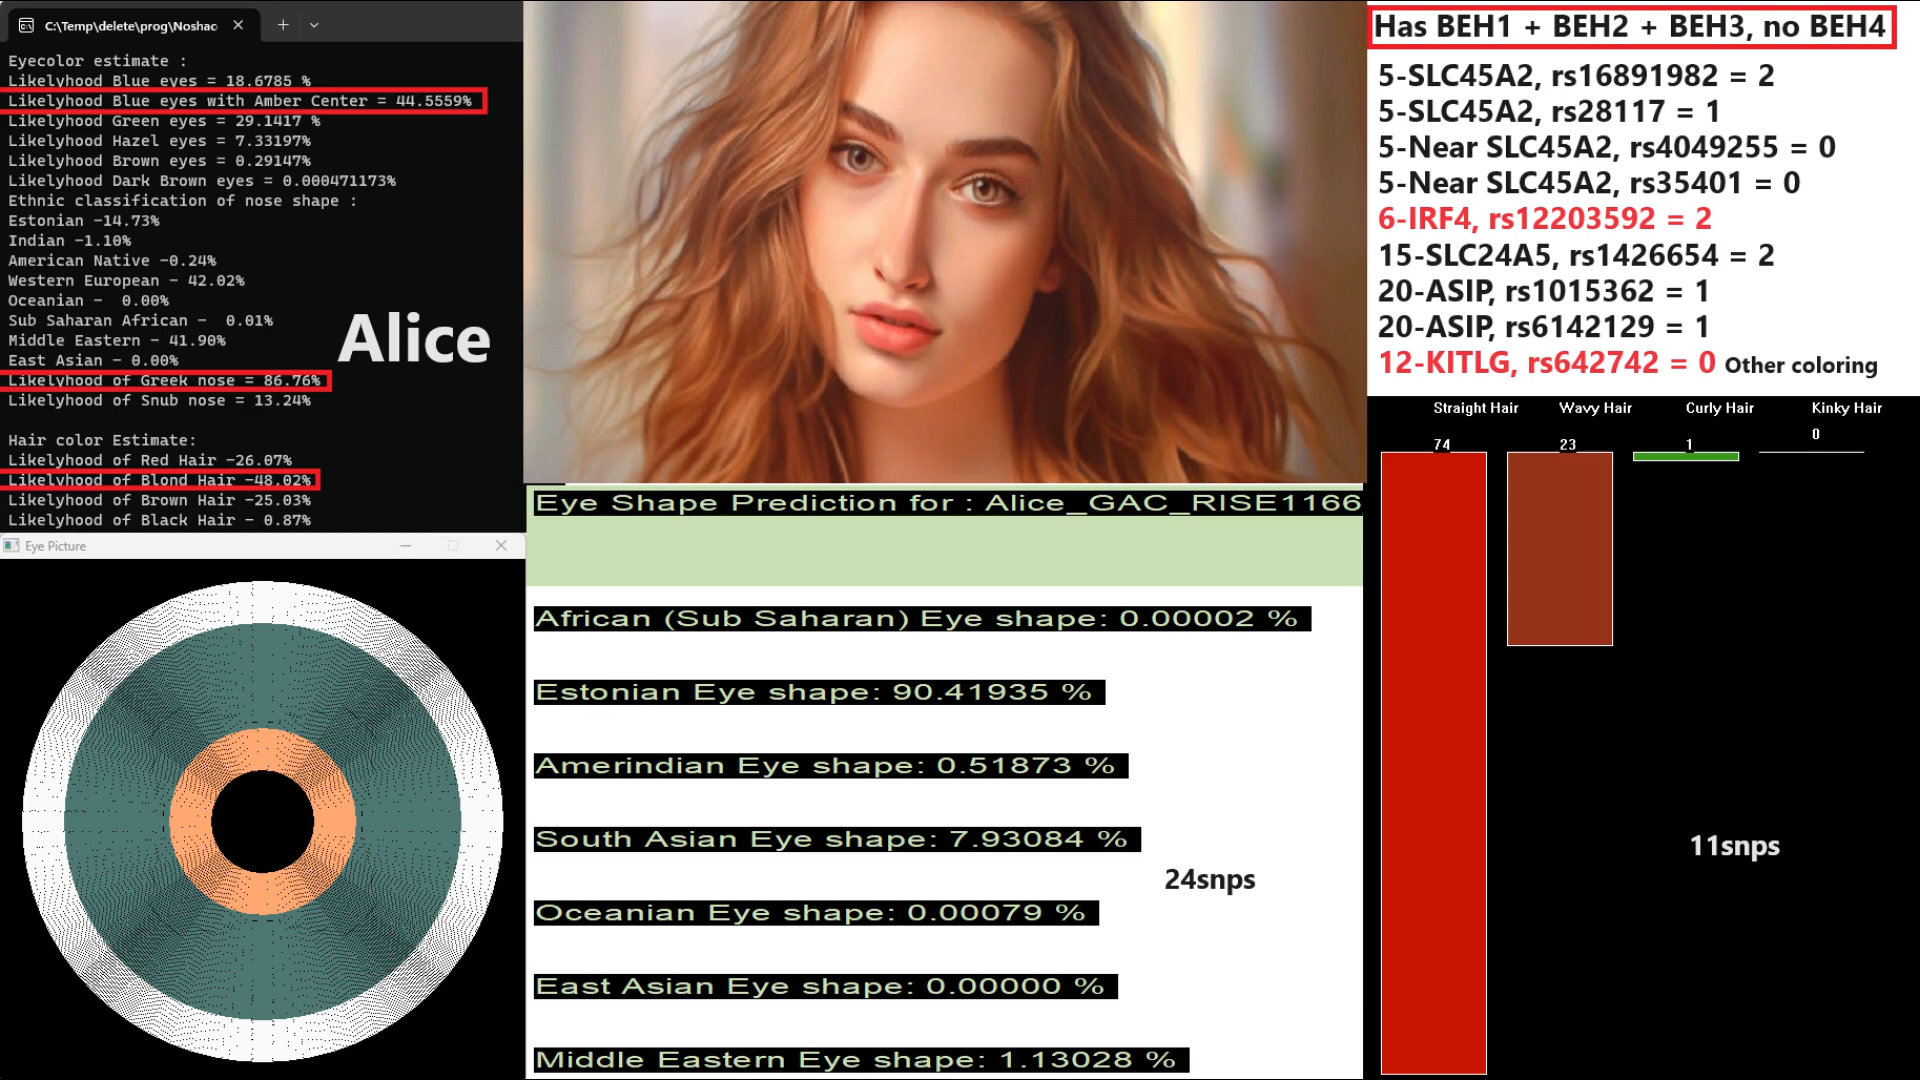 C:\Temp\delete\prog\Noshac
Eyecolor estimate :
Likelyhood Blue eyes = 18.6785 %
Likelyhood Blue eyes with Amber Center = 44.5559%
Likelyhood Green eyes = 29.1417 %
Likelyhood Hazel eyes = 7.33197%
Likelyhood Brown eyes = 0.29147%
Likelyhood Dark Brown eyes = 0.000471173%
Ethnic classification of nose shape :
Estonian -14.73%
Indian -1.10%
American Native -0.24%
Western European - 42.02%
Oceanian -  0.00%
Sub Saharan African -  0.01%
Middle Eastern - 41.90%
East Asian - 0.00%
Likelyhood of Greek nose = 86.76%
Likelyhood of Snub nose = 13.24%
Alice
Hair color Estimate:
Likelyhood of Red Hair -26.07%
Likelyhood of Blond Hair -48.02%
Likelyhood of Brown Hair -25.03%
Likelyhood of Black Hair - 0.87%
Eye Picture
Eye Shape Prediction for : Alice_GAC_RISE1166
African (Sub Saharan) Eye shape: 0.00002 %
Estonian Eye shape: 90.41935 %
Amerindian Eye shape: 0.51873 %
South Asian Eye shape: 7.93084 %
24snps
Oceanian Eye shape: 0.00079 %
East Asian Eye shape: 0.00000 %
Middle Eastern Eye shape: 1.13028 %
Has BEH1 + BEH2 + BEH3, no BEH4
5-SLC45A2, rs16891982 = 2
5-SLC45A2, rs28117 = 1
5-Near SLC45A2, rs4049255 = 0
5-Near SLC45A2, rs35401 = 0
6-IRF4, rs12203592 = 2
15-SLC24A5, rs1426654 = 2
20-ASIP, rs1015362 = 1
20-ASIP, rs6142129 = 1
12-KITLG, rs642742 = 0 Other coloring
Straight Hair Wavy Hair Curly Hair Kinky Hair
74 23 1 0
11snps